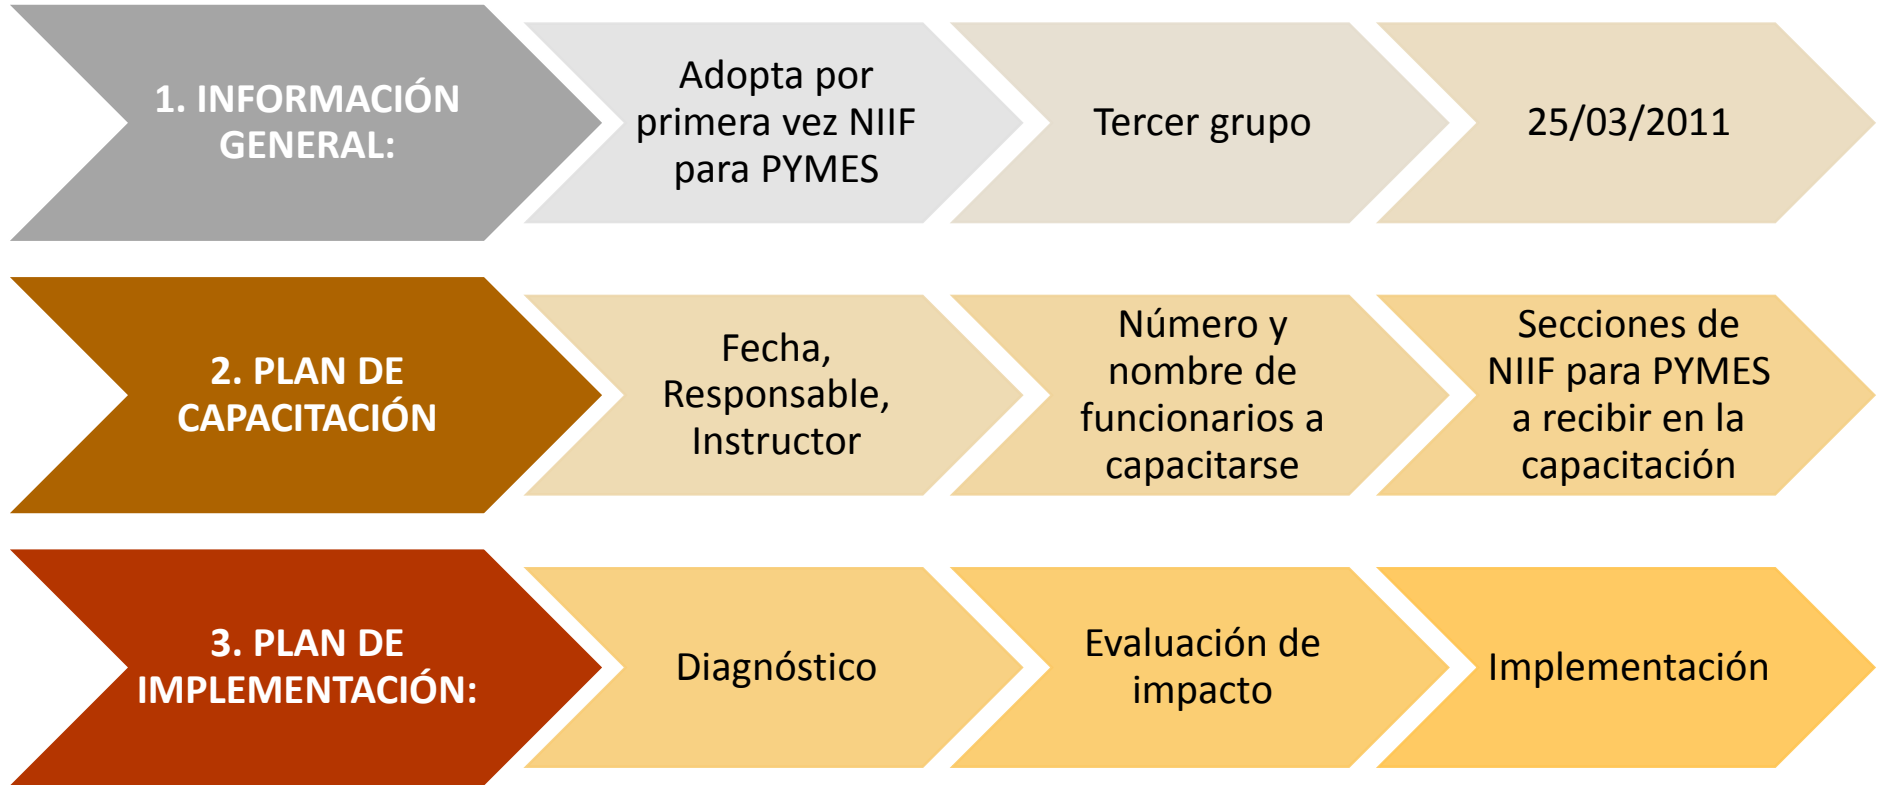 1. INFORMACIÓN
GENERAL:
Adopta por
primera vez NIIF
para PYMES
Tercer grupo
25/03/2011
2. PLAN DE
CAPACITACIÓN
Fecha,
Responsable,
Instructor
Número y
nombre de
funcionarios a
capacitarse
Secciones de
NIIF para PYMES
a recibir en la
capacitación
3. PLAN DE
IMPLEMENTACIÓN:
Diagnóstico
Evaluación de
impacto
Implementación